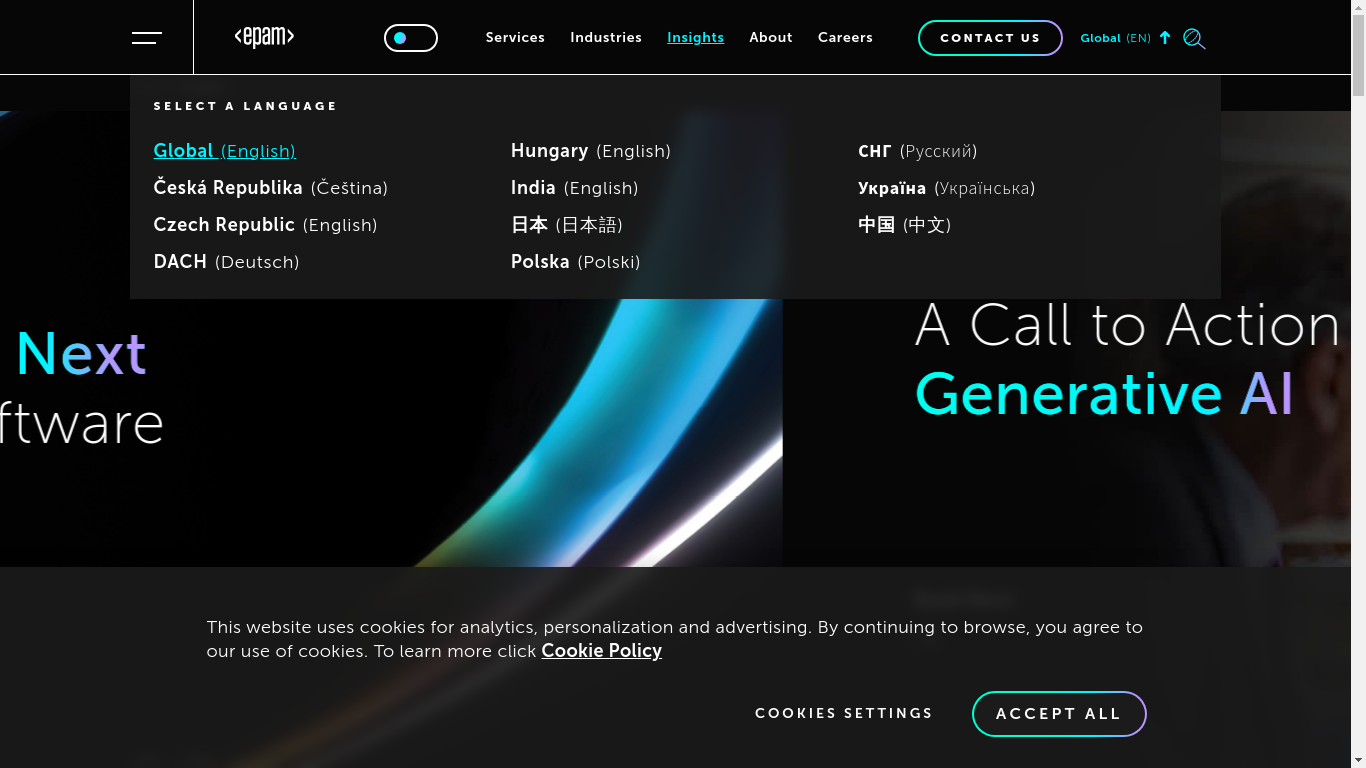 <epam>
Services
Industries
Insights
About
Careers
CONTACT US
Global (EN)
SELECT A LANGUAGE
Global (English)
Česká Republika (Čeština)
Czech Republic (English)
DACH (Deutsch)
Hungary (English)
India (English)
日本 (日本語)
Polska (Polski)
СНГ (Русский)
Україна (Українська)
中国 (中文)
Next
ftware
A Call to Action
Generative AI
This website uses cookies for analytics, personalization and advertising. By continuing to browse, you agree to
our use of cookies. To learn more click Cookie Policy
COOKIES SETTINGS
ACCEPT ALL